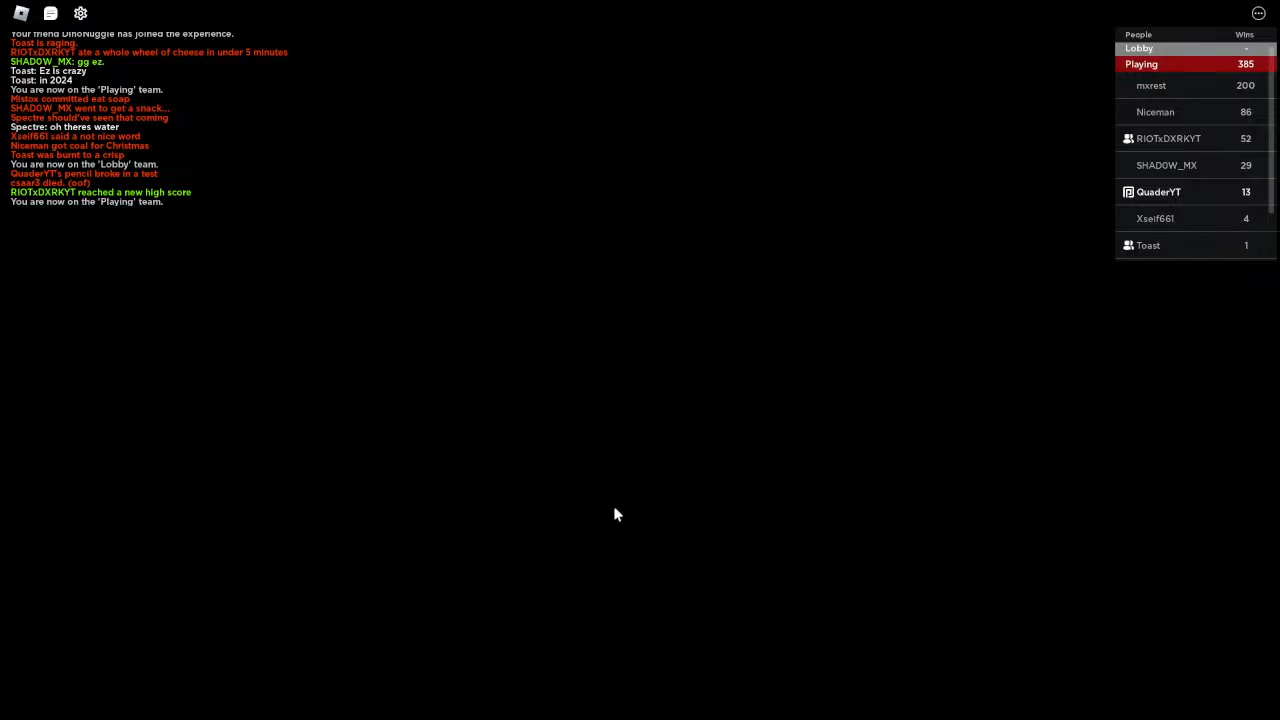 Your friend DinoNuggie has joined the experience.
Toast is raging.
RIOTxDXRKYT ate a whole wheel of cheese in under 5 minutes
SHAD0W_MX: gg ez.
Toast: Ez is crazy
Toast: in 2024
You are now on the 'Playing' team.
Mistox committed eat soap
SHAD0W_MX went to get a snack...
Spectre should've seen that coming
Spectre: oh theres water
Xseif661 said a not nice word
Niceman got coal for Christmas
Toast was burnt to a crisp
You are now on the 'Lobby' team.
QuaderYT's pencil broke in a test
csaar3 died. (oof)
RIOTxDXRKYT reached a new high score
You are now on the 'Playing' team.
People Wins
Lobby -
Playing 385
mxrest 200
Niceman 86
RIOTxDXRKYT 52
SHAD0W_MX 29
QuaderYT 13
Xseif661 4
Toast 1